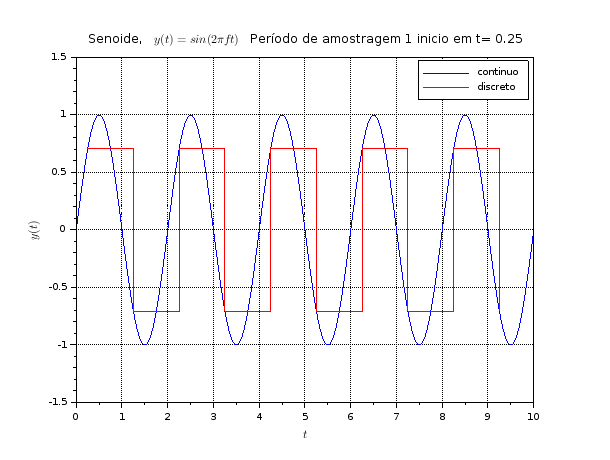 Senoide, y(t) = sin(2πft) Período de amostragem 1 inicio em t= 0.25
1.5
continuo
discreto
1
0.5
0
-0.5
-1
-1.5
y(t)
0 1 2 3 4 5 6 7 8 9 10
t